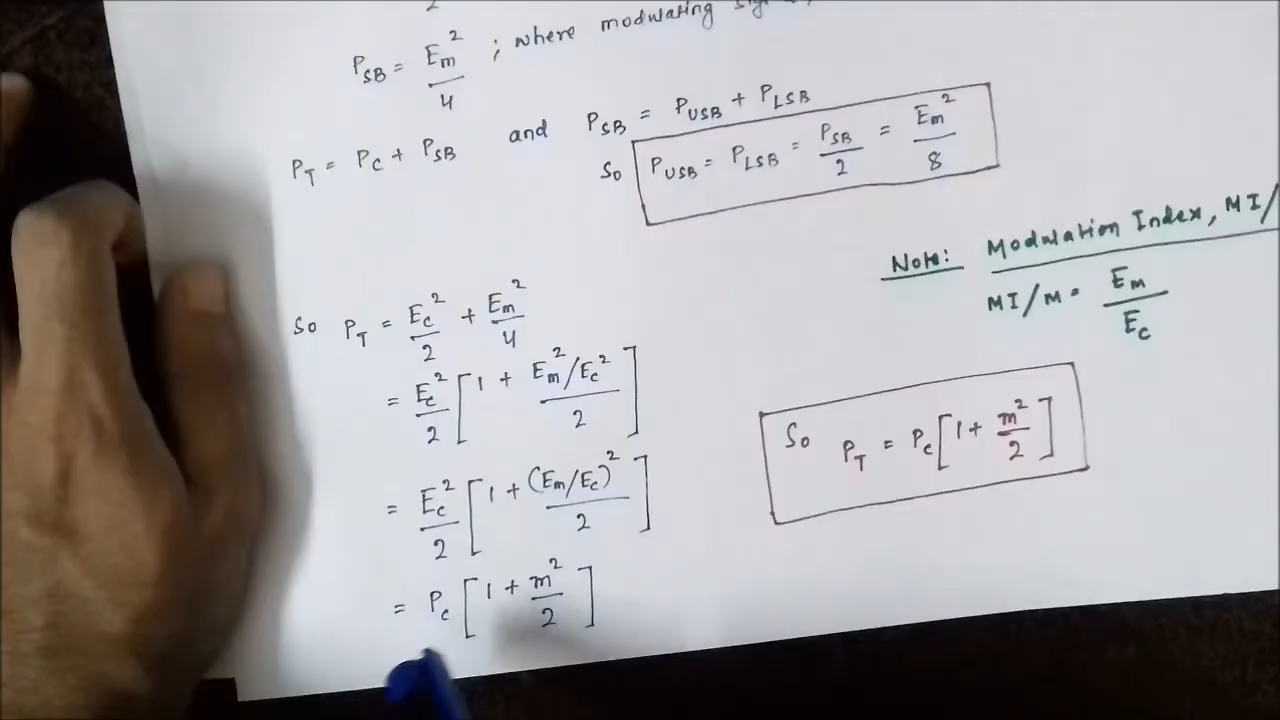 2
P_SB = E_m^2 / 4 ; where modulating
P_T = P_C + P_SB and P_SB = P_USB + P_LSB
So P_USB = P_LSB = P_SB / 2 = E_m^2 / 8
Note: Modulation Index, MI/
MI/M = E_m / E_c
So P_T = E_c^2 / 2 + E_m^2 / 4
= E_c^2 / 2 [ 1 + E_m^2/E_c^2 / 2 ]
= E_c^2 / 2 [ 1 + (E_m/E_c)^2 / 2 ]
= P_c [ 1 + m^2 / 2 ]
So P_T = P_c [ 1 + m^2 / 2 ]